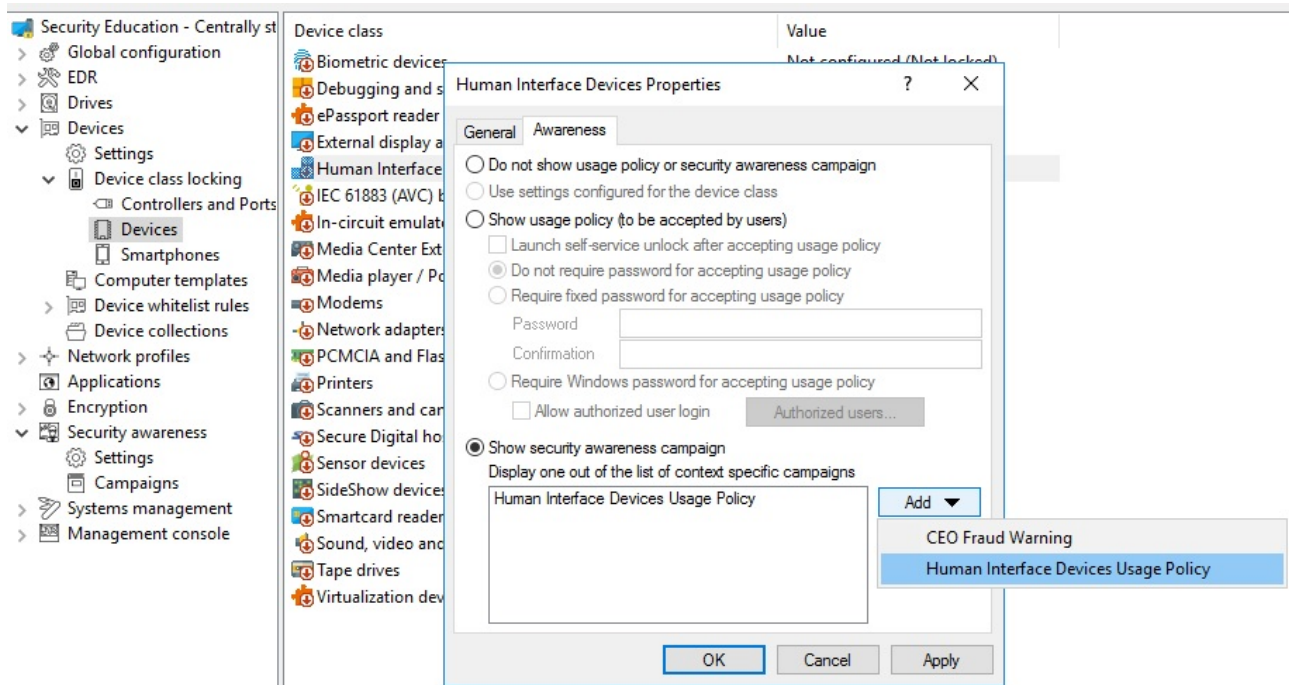 Security Education - Centrally st
Global configuration
EDR
Drives
Devices
Settings
Device class locking
Controllers and Ports
Devices
Smartphones
Computer templates
Device whitelist rules
Device collections
Network profiles
Applications
Encryption
Security awareness
Settings
Campaigns
Systems management
Management console
Device class
Value
Biometric devices
Not configured (Not locked)
Debugging and s
ePassport reader
External display a
Human Interface
IEC 61883 (AVC) b
In-circuit emulat
Media Center Ext
Media player / Po
Modems
Network adapters
PCMCIA and Flas
Printers
Scanners and car
Secure Digital ho
Sensor devices
SideShow devices
Smartcard reader
Sound, video and
Tape drives
Virtualization dev
Human Interface Devices Properties
?
General
Awareness
Do not show usage policy or security awareness campaign
Use settings configured for the device class
Show usage policy (to be accepted by users)
Launch self-service unlock after accepting usage policy
Do not require password for accepting usage policy
Require fixed password for accepting usage policy
Password
Confirmation
Require Windows password for accepting usage policy
Allow authorized user login
Authorized users...
Show security awareness campaign
Display one out of the list of context specific campaigns
Human Interface Devices Usage Policy
Add
CEO Fraud Warning
Human Interface Devices Usage Policy
OK
Cancel
Apply